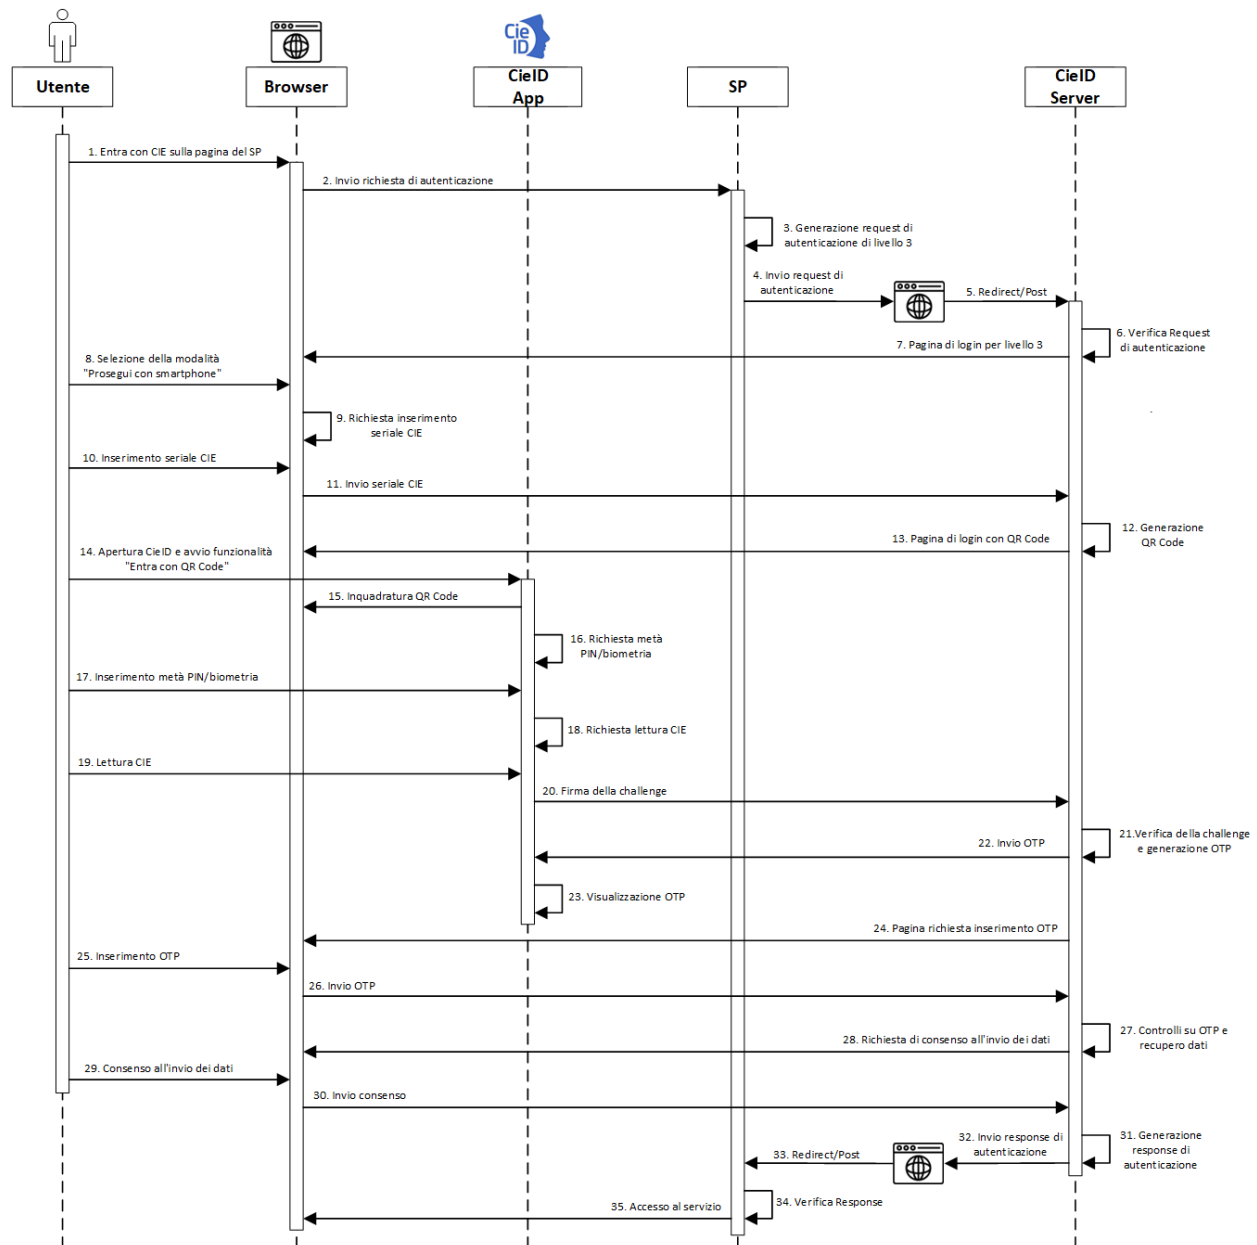 Cie
ID
Utente
Browser
CieID
App
SP
CieID
Server
1. Entra con CIE sulla pagina del SP
2. Invio richiesta di autenticazione
3. Generazione request di
autenticazione di livello 3
4. Invio request di
autenticazione
5. Redirect/Post
6. Verifica Request
di autenticazione
7. Pagina di login per livello 3
8. Selezione della modalità
"Prosegui con smartphone"
9. Richiesta inserimento
seriale CIE
10. Inserimento seriale CIE
11. Invio seriale CIE
12. Generazione
QR Code
13. Pagina di login con QR Code
14. Apertura CieID e avvio funzionalità
"Entra con QR Code"
15. Inquadratura QR Code
16. Richiesta metà
PIN/biometria
17. Inserimento metà PIN/biometria
18. Richiesta lettura CIE
19. Lettura CIE
20. Firma della challenge
21.Verifica della challenge
e generazione OTP
22. Invio OTP
23. Visualizzazione OTP
24. Pagina richiesta inserimento OTP
25. Inserimento OTP
26. Invio OTP
27. Controlli su OTP e
recupero dati
28. Richiesta di consenso all'invio dei dati
29. Consenso all'invio dei dati
30. Invio consenso
31. Generazione
response di
autenticazione
32. Invio response di
autenticazione
33. Redirect/Post
34. Verifica Response
35. Accesso al servizio